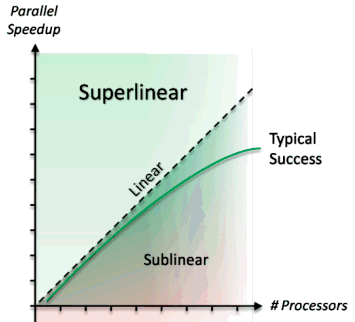 Parallel
Speedup
Superlinear
Linear
Typical
Success
Sublinear
# Processors